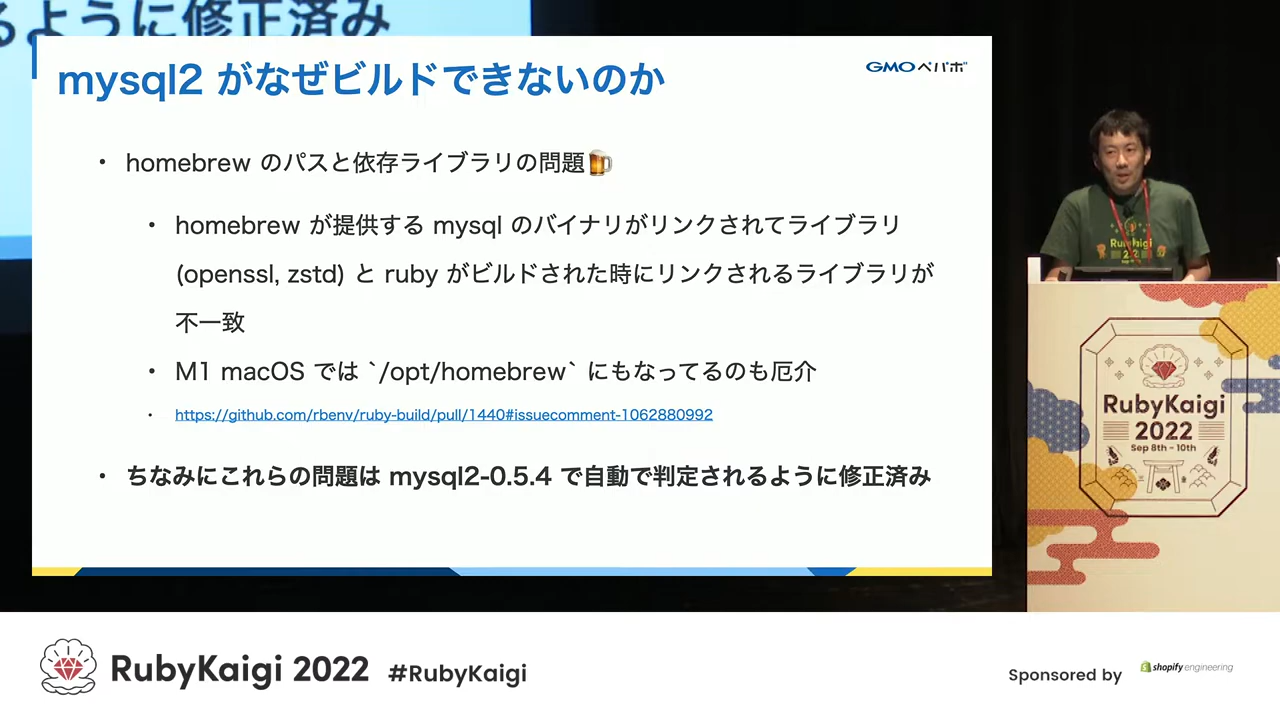 るように修正済み
mysql2 がなぜビルドできないのか
GMOペパボ
• homebrew のパスと依存ライブラリの問題🍺
• homebrew が提供する mysql のバイナリがリンクされてライブラリ
(openssl, zstd) と ruby がビルドされた時にリンクされるライブラリが
不一致
• M1 macOS では `/opt/homebrew` にもなってるのも厄介
• https://github.com/rbenv/ruby-build/pull/1440#issuecomment-1062880992
• ちなみにこれらの問題は mysql2-0.5.4 で自動で判定されるように修正済み
RubyKaigi
2022
Sep 8th - 10th
RubyKaigi 2022 #RubyKaigi
Sponsored by
shopify engineering